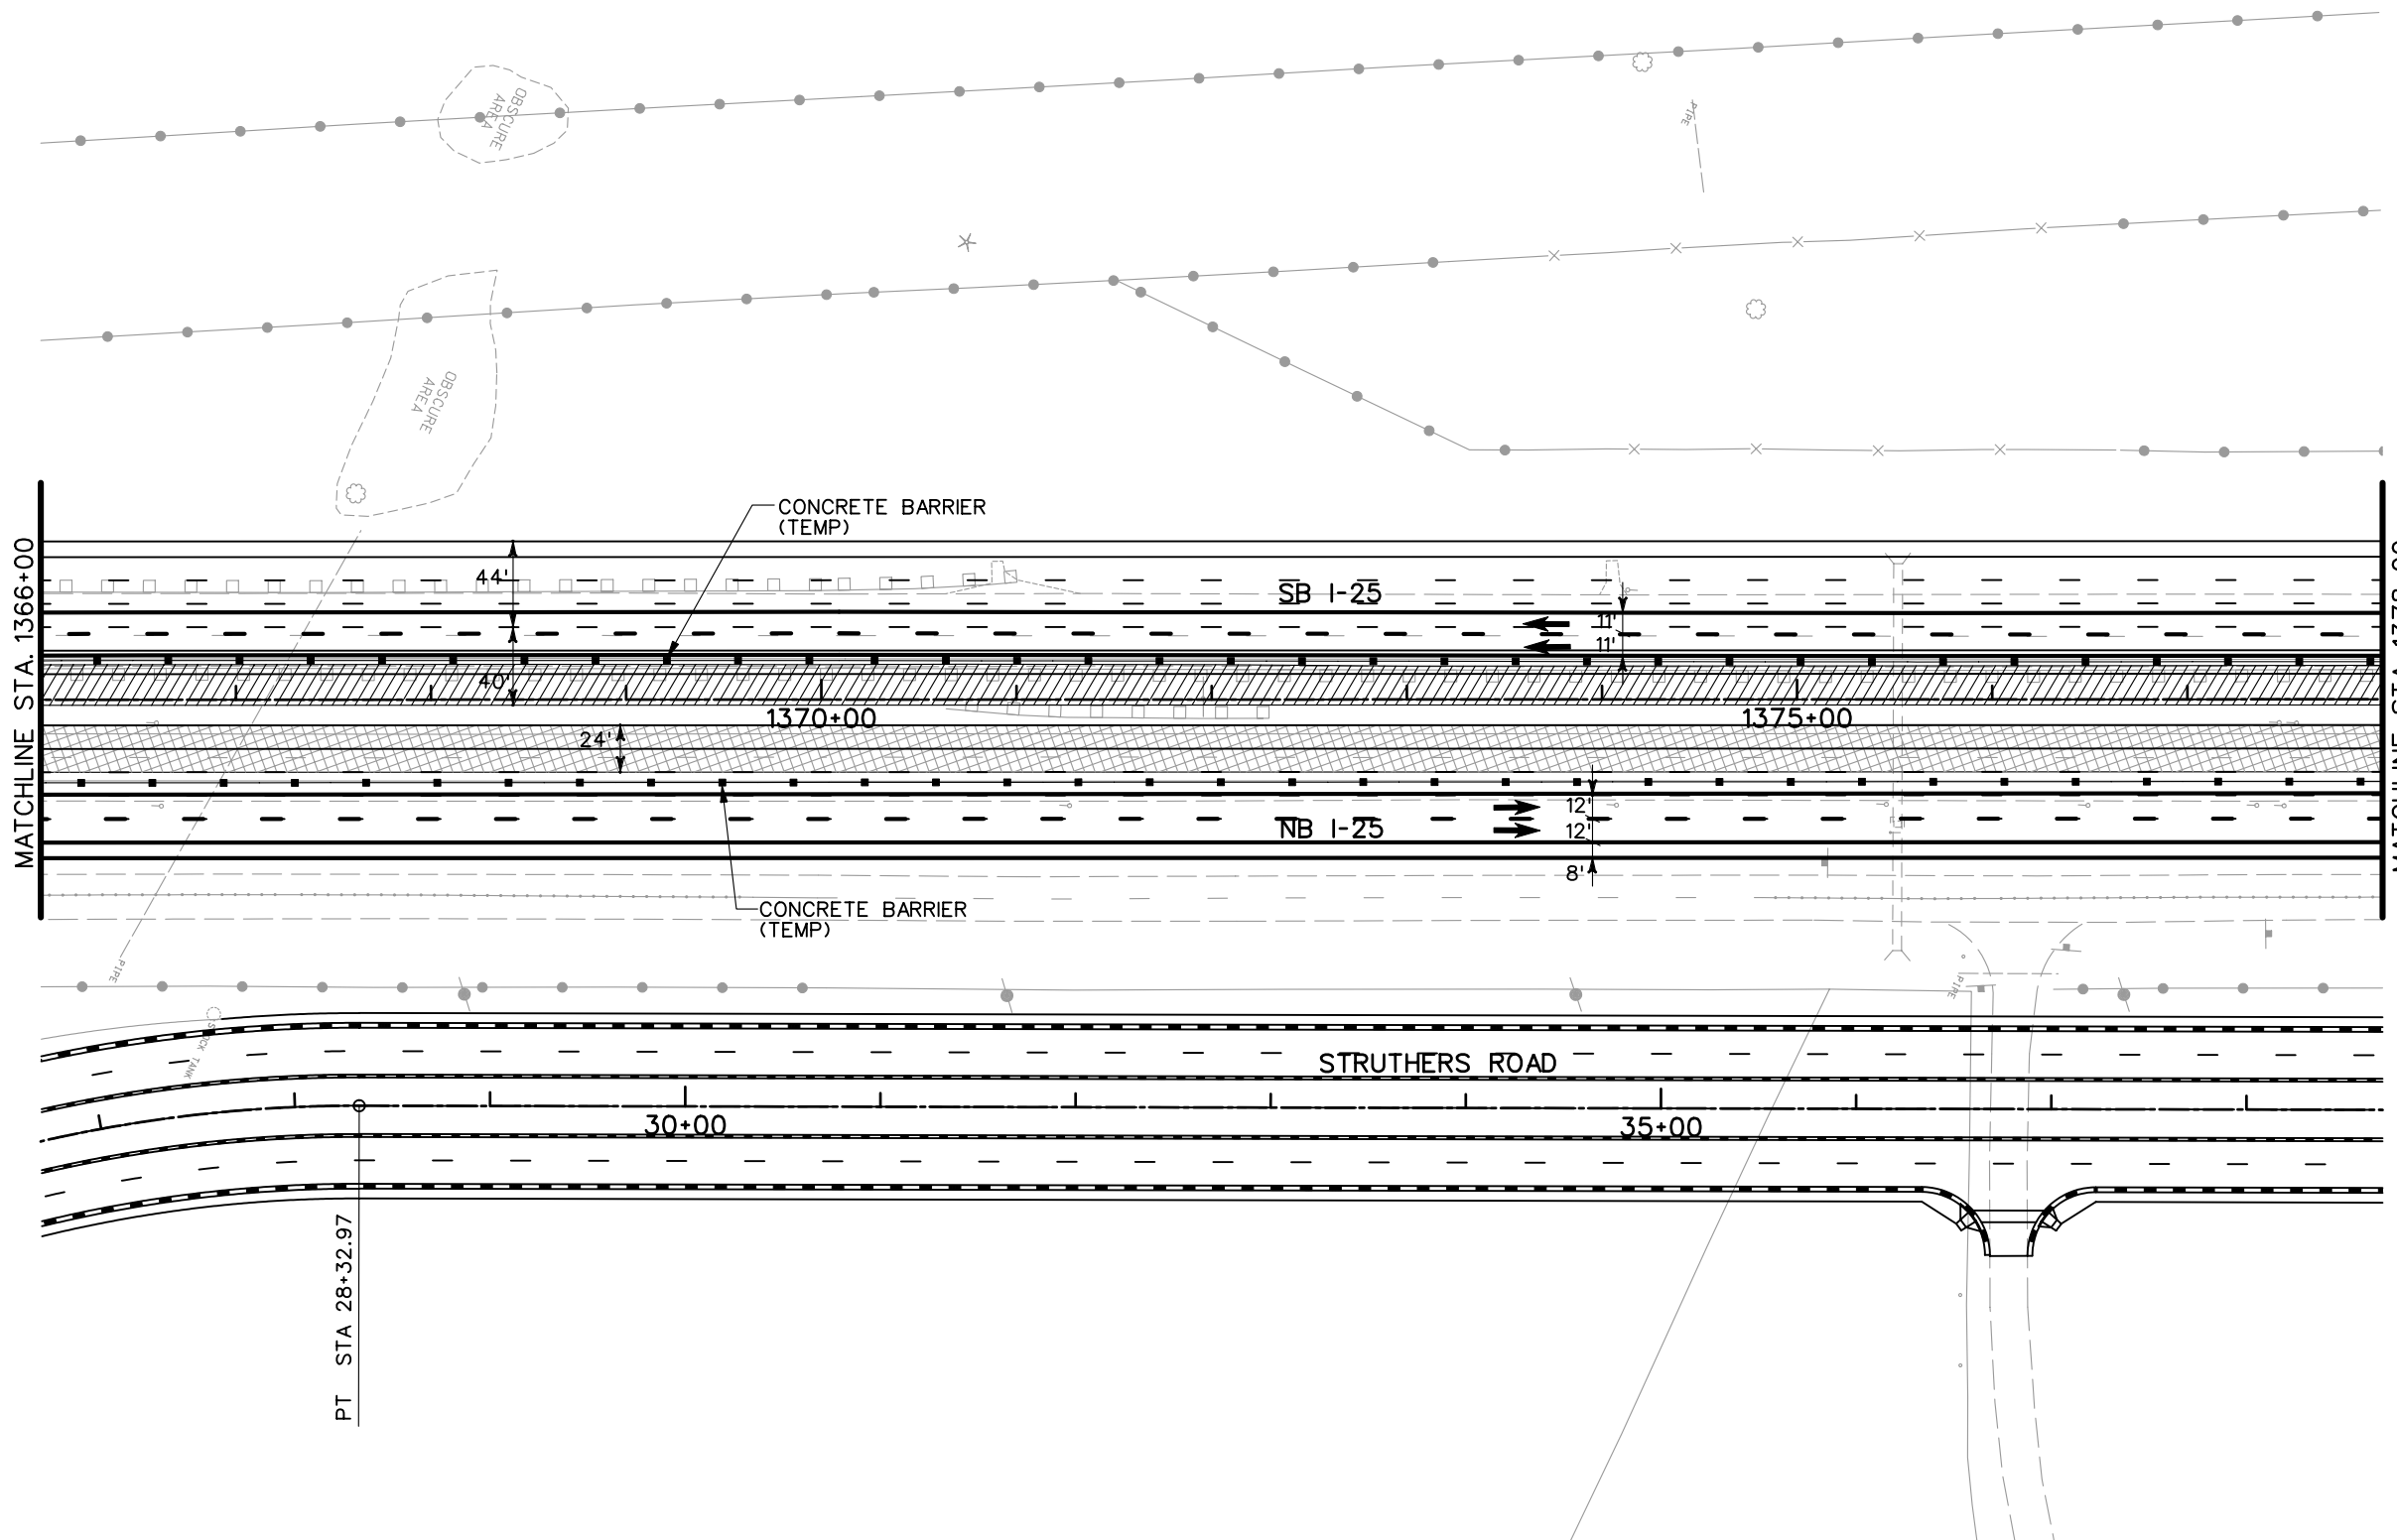 OBSCURE
AREA
PIPE
OBSCURE
AREA
CONCRETE BARRIER
(TEMP)
MATCHLINE STA. 1366+00
44'
SB I-25
11'
11'
40'
1370+00
1375+00
24'
12'
NB I-25
12'
8'
CONCRETE BARRIER
(TEMP)
PIPE
PIPE
STOCK TANK
STRUTHERS ROAD
30+00
35+00
PT STA 28+32.97